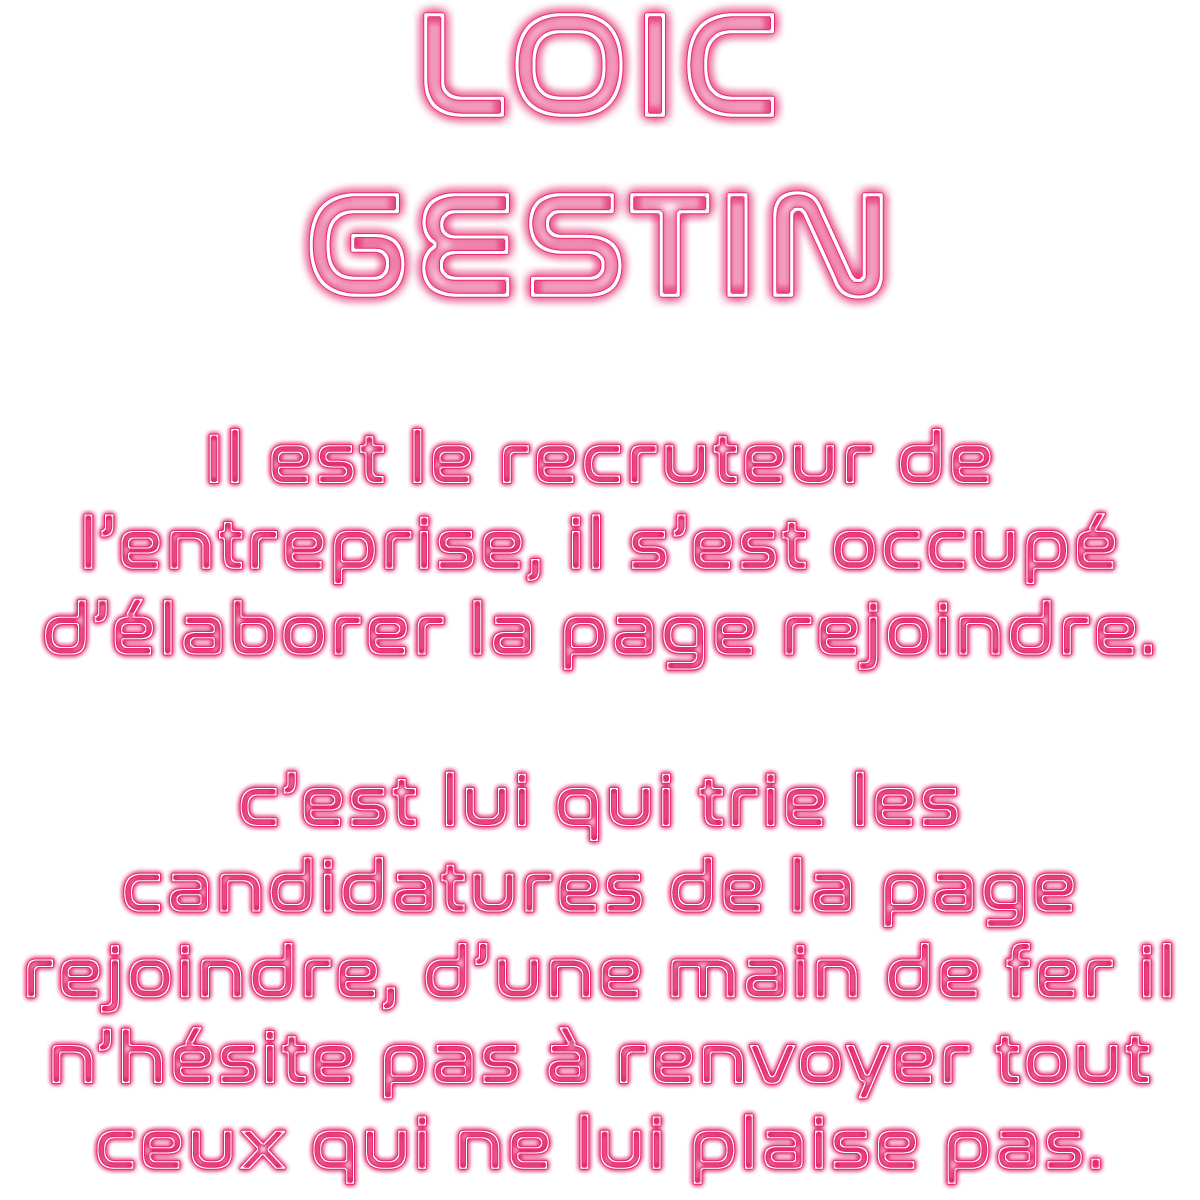 LOIC
GESTIN
Il est le recruteur de
l’entreprise, il s’est occupé
d’élaborer la page rejoindre.
c’est lui qui trie les
candidatures de la page
rejoindre, d’une main de fer il
n’hésite pas à renvoyer tout
ceux qui ne lui plaise pas.